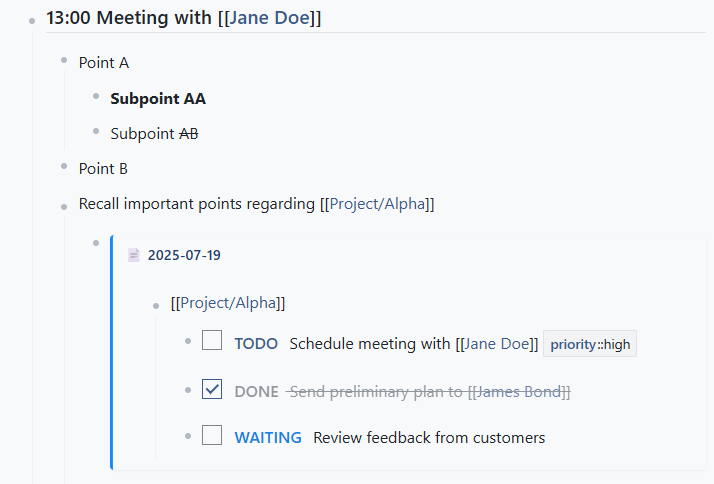 13:00 Meeting with [[Jane Doe]]
Point A
Subpoint AA
Subpoint AB
Point B
Recall important points regarding [[Project/Alpha]]
2025-07-19
[[Project/Alpha]]
TODO Schedule meeting with [[Jane Doe]] priority::high
DONE Send preliminary plan to [[James Bond]]
WAITING Review feedback from customers